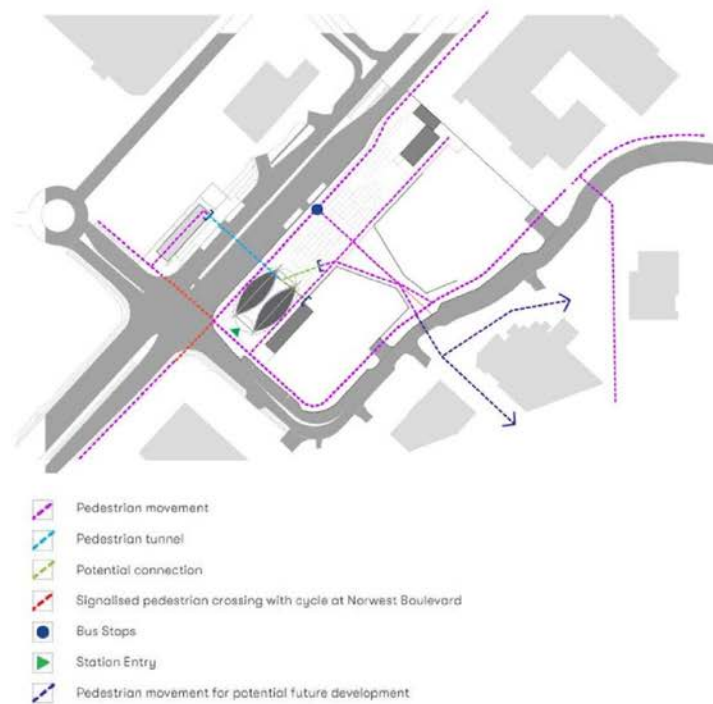 Pedestrian movement
Pedestrian tunnel
Potential connection
Signalised pedestrian crossing with cycle at Norwest Boulevard
Bus Stops
Station Entry
Pedestrian movement for potential future development